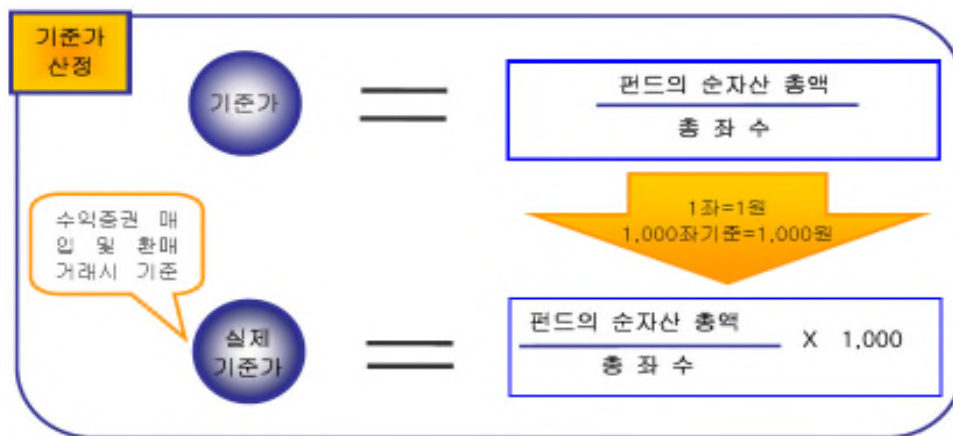 기준가
산정
기준가
펀드의 순자산 총액
총 좌 수
1좌=1원
1,000좌기준=1,000원
수익증권 매
입 및 환매
거래시 기준
실제
기준가
펀드의 순자산 총액
총 좌 수
X 1,000